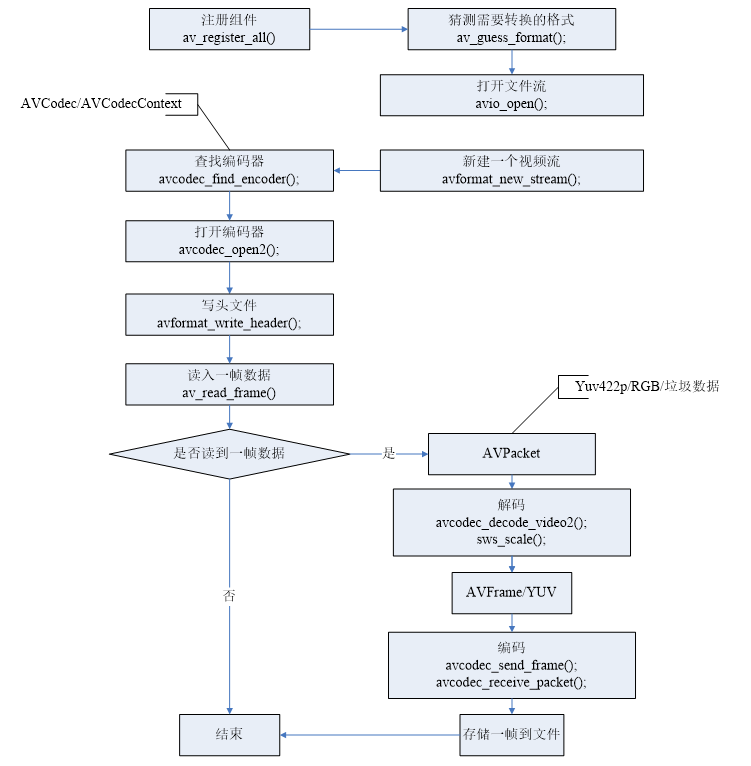 注册组件
av_register_all()
猜测需要转换的格式
av_guess_format();
打开文件流
avio_open();
AVCodec/AVCodecContext
查找编码器
avcodec_find_encoder();
新建一个视频流
avformat_new_stream();
打开编码器
avcodec_open2();
写头文件
avformat_write_header();
读入一帧数据
av_read_frame()
Yuv422p/RGB/垃圾数据
是否读到一帧数据
是
AVPacket
解码
avcodec_decode_video2();
sws_scale();
AVFrame/YUV
否
编码
avcodec_send_frame();
avcodec_receive_packet();
结束
存储一帧到文件